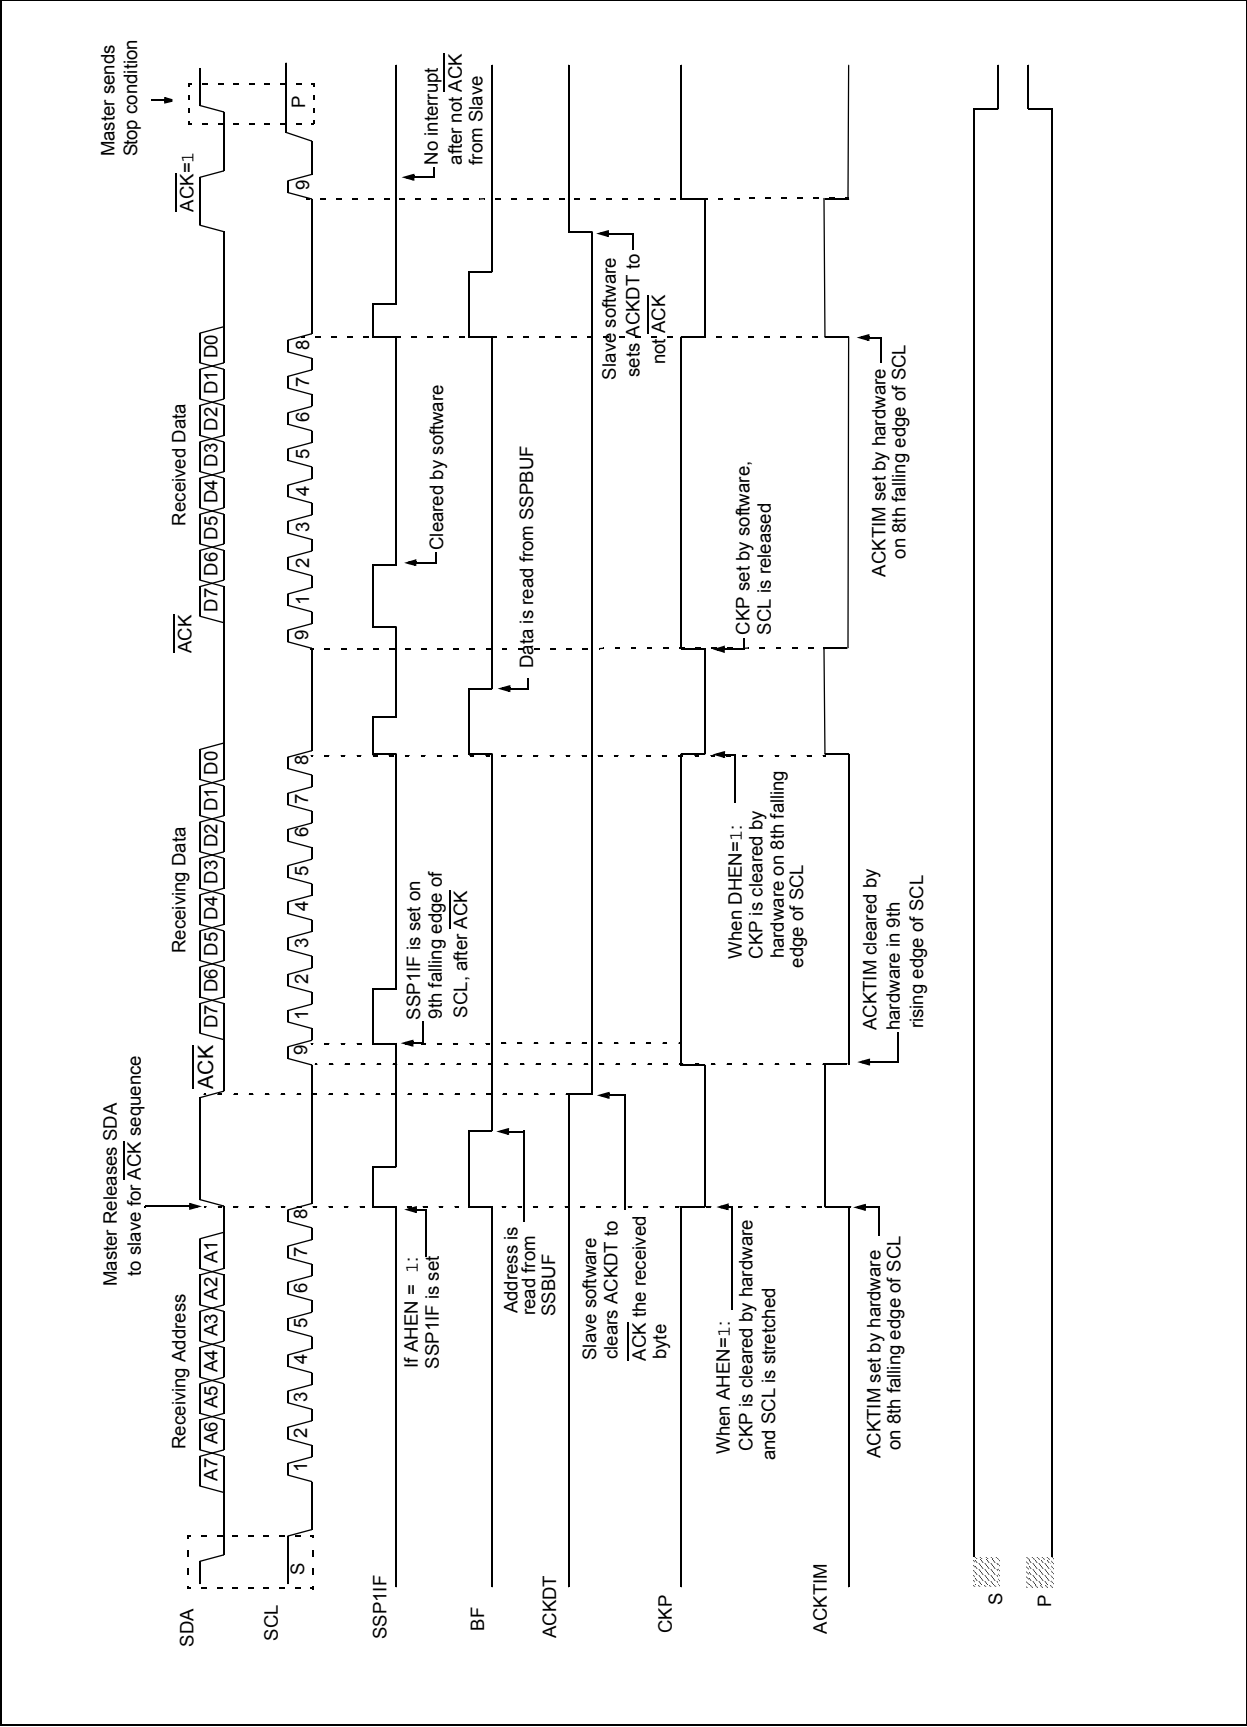 Master Releases SDA
to slave for ACK sequence
Master sends
Stop condition
Receiving Address
Receiving Data
Received Data
ACK
ACK
ACK=1
SDA
A7 A6 A5 A4 A3 A2 A1
D7 D6 D5 D4 D3 D2 D1 D0
D7 D6 D5 D4 D3 D2 D1 D0
SCL
S
1 2 3 4 5 6 7 8 9
1 2 3 4 5 6 7 8 9
1 2 3 4 5 6 7 8 9
P
SSP1IF
If AHEN = 1:
SSP1IF is set
SSP1IF is set on
9th falling edge of
SCL, after ACK
Cleared by software
No interrupt
after not ACK
from Slave
BF
Address is
read from
SSBUF
Data is read from SSPBUF
ACKDT
Slave software
clears ACKDT to
ACK the received
byte
Slave software
sets ACKDT to
not ACK
CKP
When AHEN=1:
CKP is cleared by hardware
and SCL is stretched
When DHEN=1:
CKP is cleared by
hardware on 8th falling
edge of SCL
CKP set by software,
SCL is released
ACKTIM
ACKTIM set by hardware
on 8th falling edge of SCL
ACKTIM cleared by
hardware in 9th
rising edge of SCL
ACKTIM set by hardware
on 8th falling edge of SCL
S
P